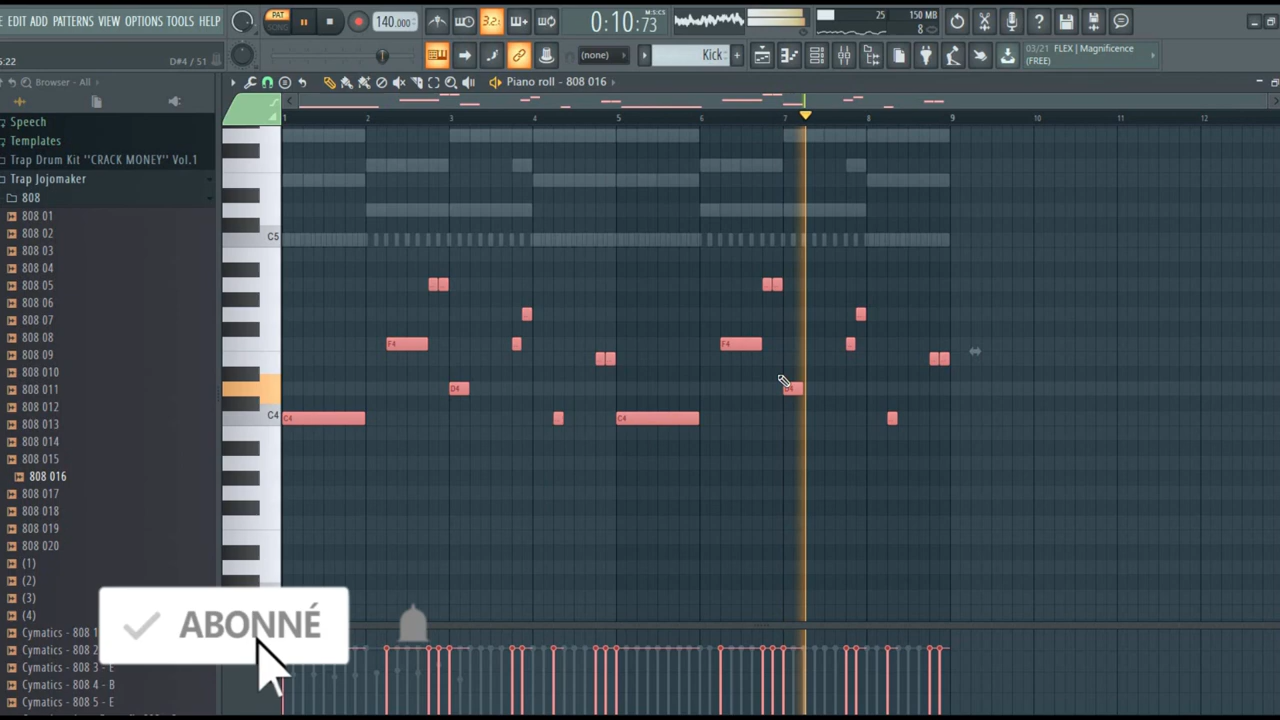 E EDIT ADD PATTERNS VIEW OPTIONS TOOLS HELP
PAT
SONG
140.000
3.2.
0:10:73
M:S:CS
25
150 MB
8
5:22
D#4 / 51
(none)
Kick
03/21 FLEX | Magnificence
(FREE)
Browser - All
Piano roll - 808 016
Speech
Templates
Trap Drum Kit "CRACK MONEY" Vol.1
Trap Jojomaker
808
808 01
808 02
808 03
808 04
808 05
808 06
808 07
808 08
808 09
808 010
808 011
808 012
808 013
808 014
808 015
808 016
808 017
808 018
808 019
808 020
(1)
(2)
(3)
(4)
Cymatics - 808 1
Cymatics - 808 2
Cymatics - 808 3 - E
Cymatics - 808 4 - B
Cymatics - 808 5 - E
1 2 3 4 5 6 7 8 9 10 11 12
C5
F4 F4
D4
C4 C4 C4
ABONNÉ